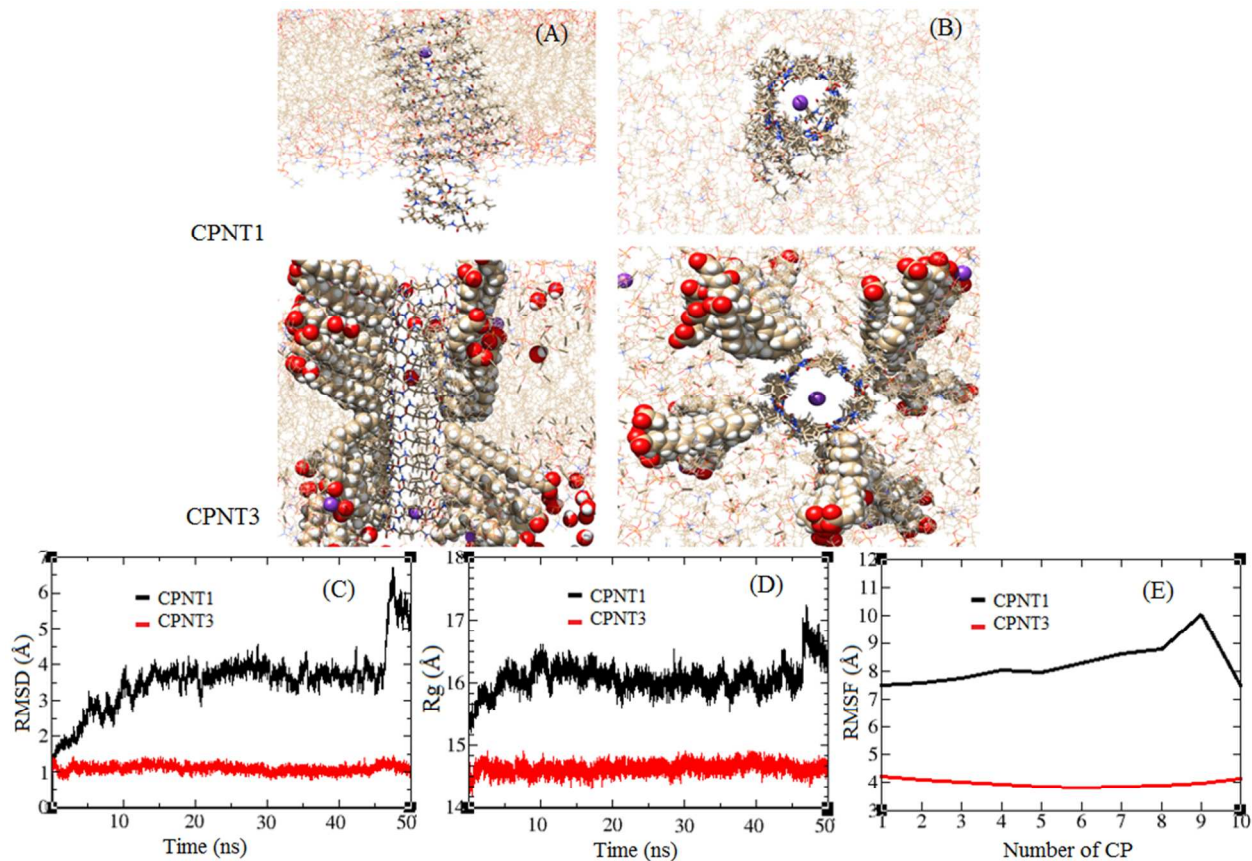 (A)
(B)
CPNT1
CPNT3
(C)
CPNT1
CPNT3
RMSD (Å)
7
6
5
4
3
2
1
0
10 20 30 40 50
Time (ns)
(D)
CPNT1
CPNT3
Rg (Å)
18
17
16
15
14
10 20 30 40 50
Time (ns)
(E)
CPNT1
CPNT3
RMSF (Å)
12
11
10
9
8
7
6
5
4
3
1 2 3 4 5 6 7 8 9 10
Number of CP